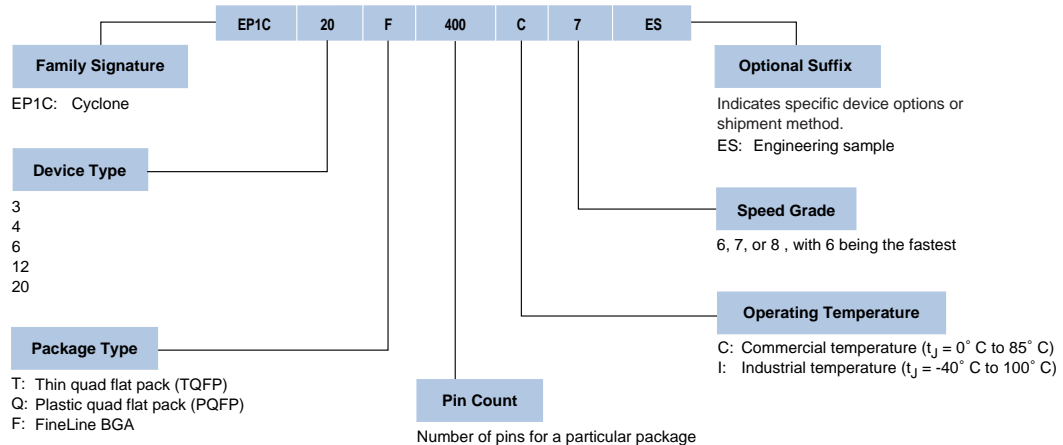 EP1C 20 F 400 C 7 ES
Family Signature
EP1C: Cyclone
Device Type
3
4
6
12
20
Package Type
T: Thin quad flat pack (TQFP)
Q: Plastic quad flat pack (PQFP)
F: FineLine BGA
Pin Count
Number of pins for a particular package
Optional Suffix
Indicates specific device options or
shipment method.
ES: Engineering sample
Speed Grade
6, 7, or 8 , with 6 being the fastest
Operating Temperature
C: Commercial temperature (tJ = 0˚ C to 85˚ C)
I: Industrial temperature (tJ = -40˚ C to 100˚ C)